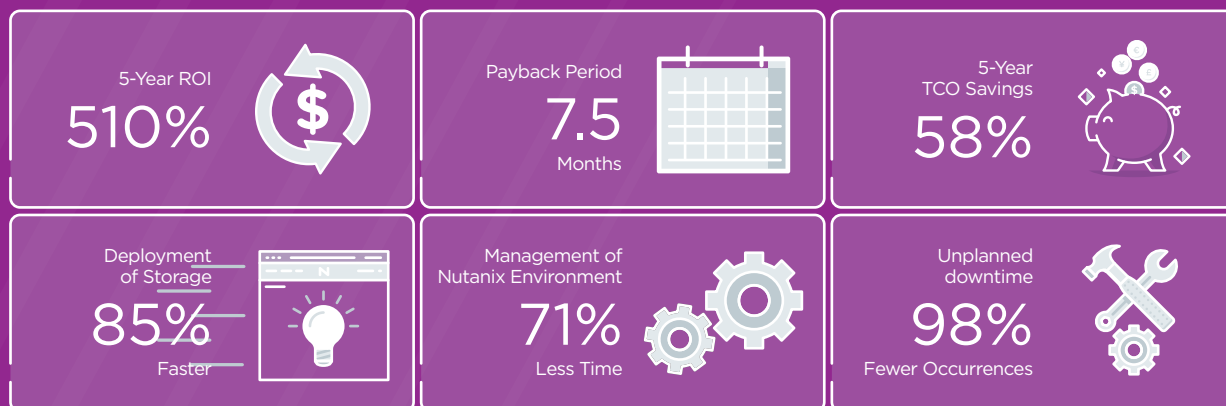 5-Year ROI
510%
$
Payback Period
7.5
Months
5-Year
TCO Savings
58%
$
Deployment
of Storage
85%
Faster
N
Management of
Nutanix Environment
71%
Less Time
Unplanned
downtime
98%
Fewer Occurrences